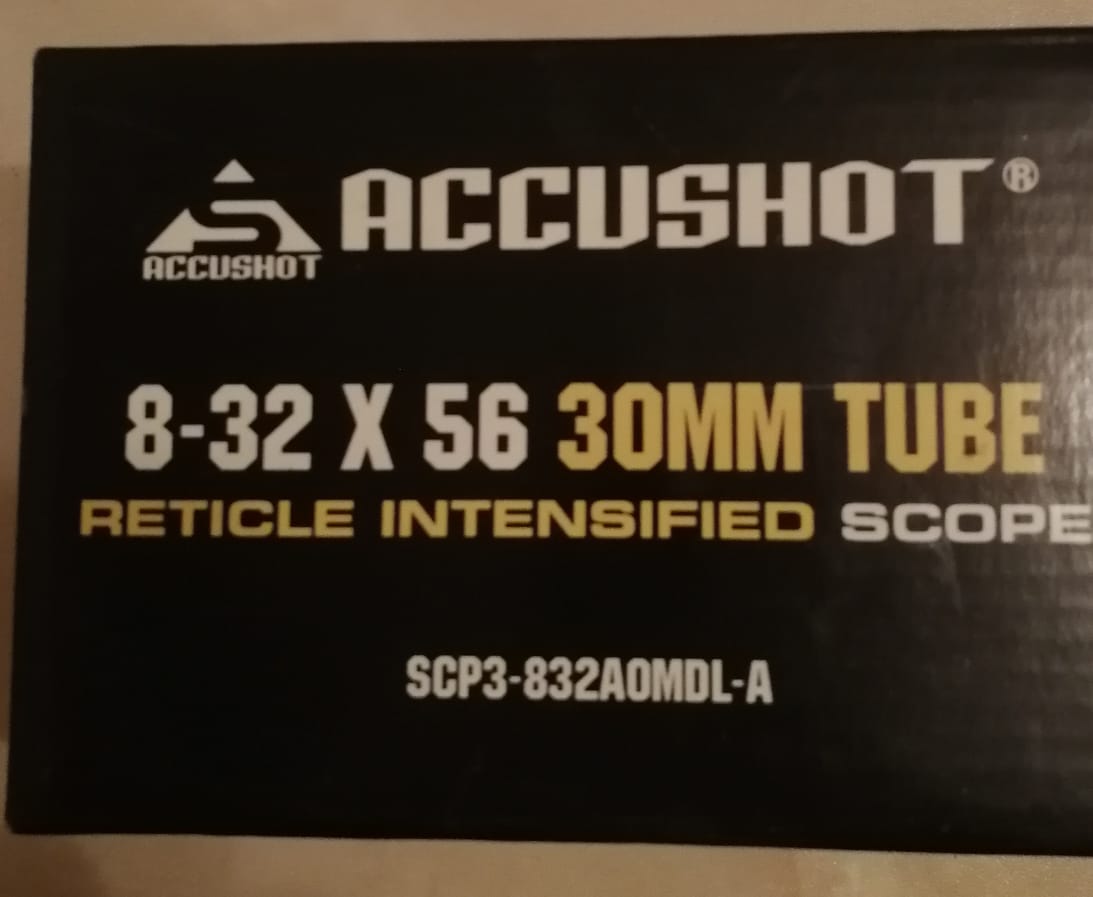 ACCUSHOT®
ACCUSHOT
8-32 X 56 30MM TUBE
RETICLE INTENSIFIED SCOPE
SCP3-832AOMDL-A